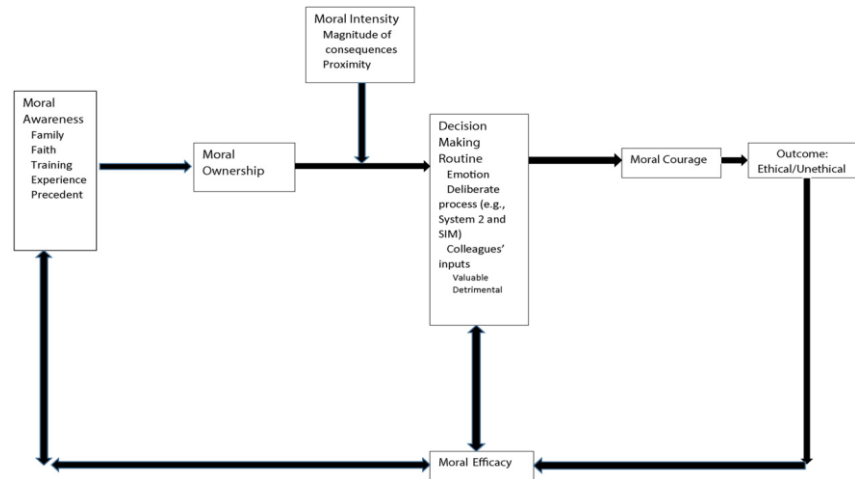 Moral Intensity
Magnitude of
consequences
Proximity
Moral
Awareness
Family
Faith
Training
Experience
Precedent
Moral
Ownership
Decision
Making
Routine
Emotion
Deliberate
process (e.g.,
System 2 and
SIM)
Colleagues'
inputs
Valuable
Detrimental
Moral Courage
Outcome:
Ethical/Unethical
Moral Efficacy